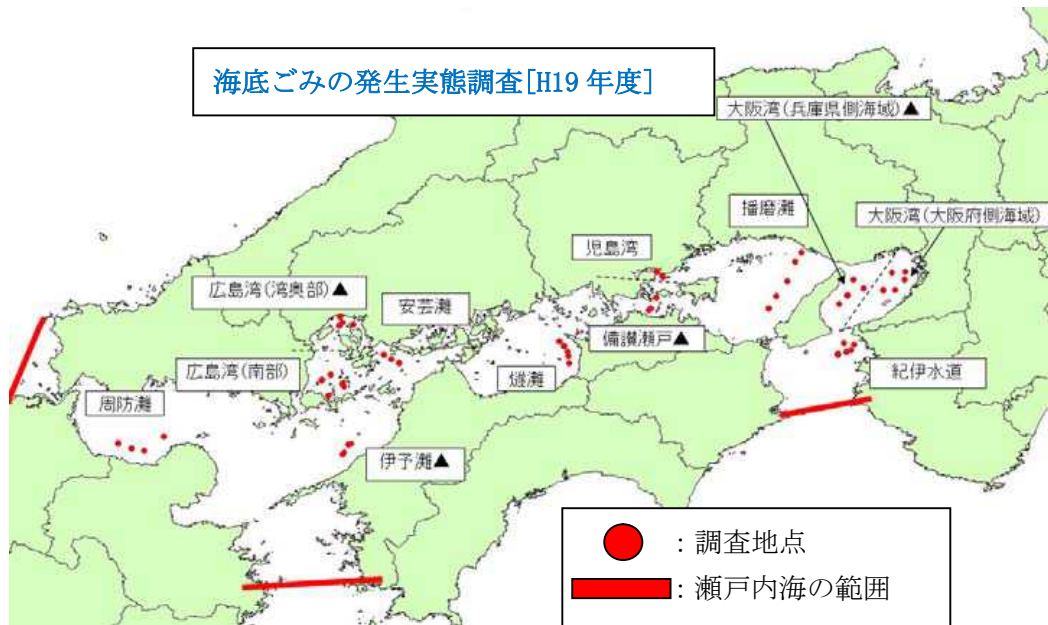 海底ごみの発生実態調査[H19 年度]
大阪湾(兵庫県側海域)▲
播磨灘
大阪湾(大阪府側海域)
児島湾
広島湾(湾奥部)▲
安芸灘
備讃瀬戸▲
広島湾(南部)
燧灘
紀伊水道
周防灘
伊予灘▲
：調査地点
：瀬戸内海の範囲